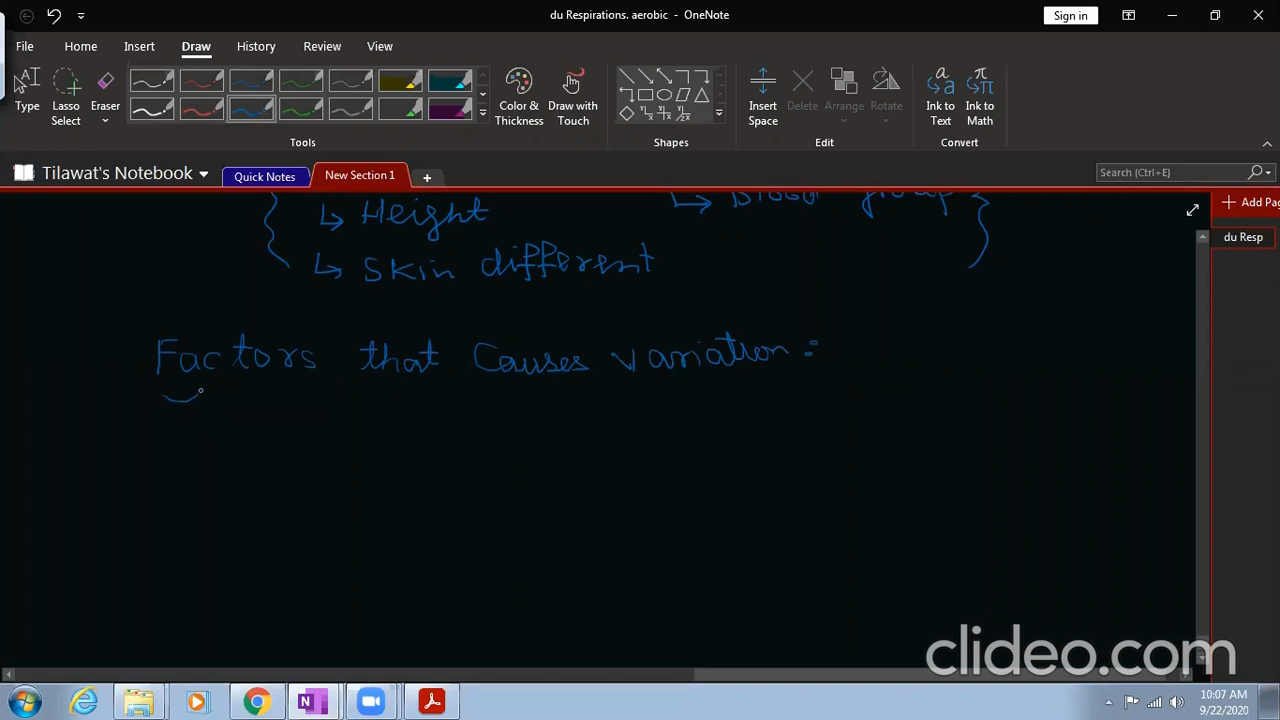 du Respirations. aerobic - OneNote
Sign in
File Home Insert Draw History Review View
Type
Lasso Select
Eraser
Color & Thickness
Draw with Touch
Insert Space
Delete
Arrange
Rotate
Ink to Text
Ink to Math
Tools
Shapes
Edit
Convert
Tilawat's Notebook
Quick Notes
New Section 1
Search (Ctrl+E)
Add Pag
du Resp
↳ Height
↳ Blood group
↳ Skin different
Factors that Causes variation :
clideo.com
10:07 AM
9/22/2020